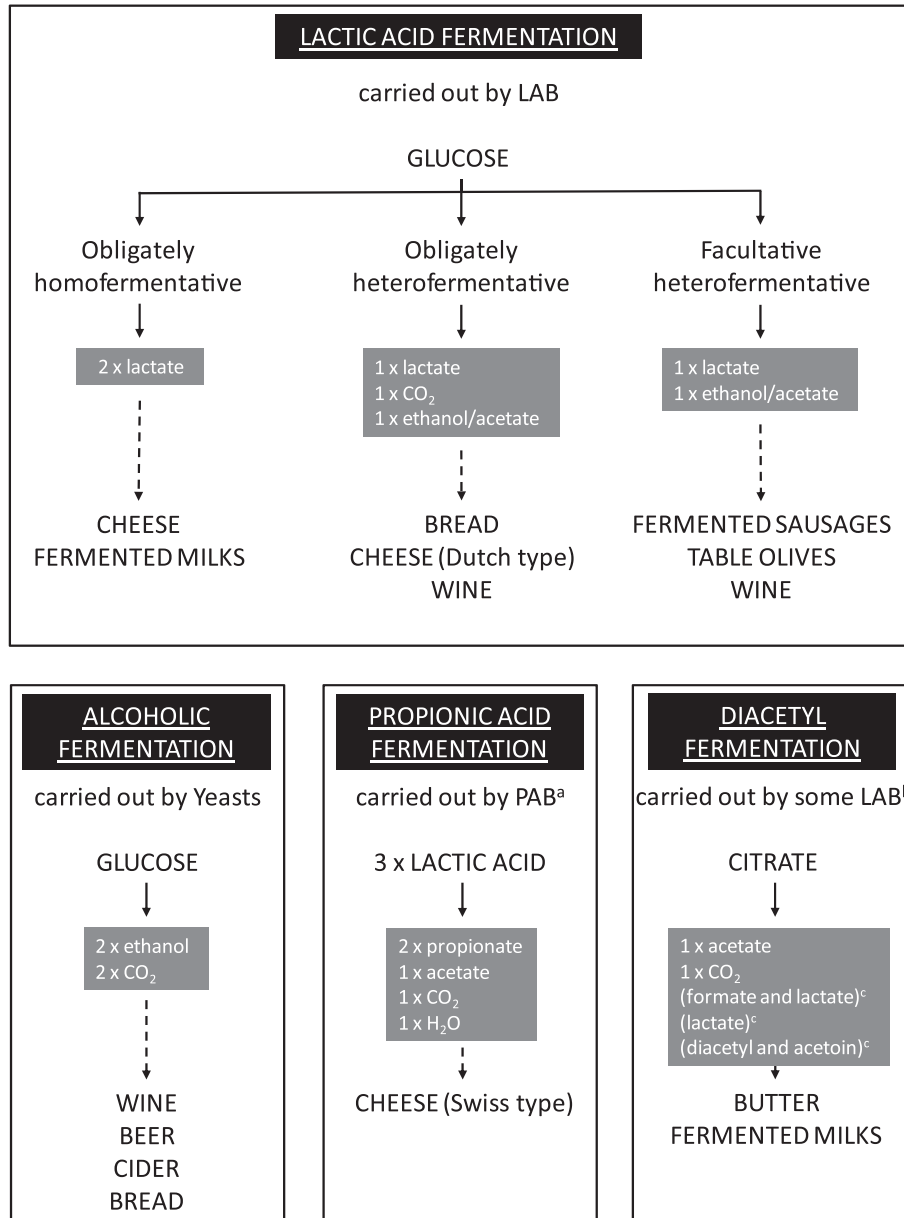 LACTIC ACID FERMENTATION
carried out by LAB
GLUCOSE
Obligately
homofermentative
2 x lactate
CHEESE
FERMENTED MILKS
Obligately
heterofermentative
1 x lactate
1 x CO₂
1 x ethanol/acetate
BREAD
CHEESE (Dutch type)
WINE
Facultative
heterofermentative
1 x lactate
1 x ethanol/acetate
FERMENTED SAUSAGES
TABLE OLIVES
WINE
ALCOHOLIC
FERMENTATION
carried out by Yeasts
GLUCOSE
2 x ethanol
2 x CO₂
WINE
BEER
CIDER
BREAD
PROPIONIC ACID
FERMENTATION
carried out by PABᵃ
3 x LACTIC ACID
2 x propionate
1 x acetate
1 x CO₂
1 x H₂O
CHEESE (Swiss type)
DIACETYL
FERMENTATION
carried out by some LAB
CITRATE
1 x acetate
1 x CO₂
(formate and lactate)ᶜ
(lactate)ᶜ
(diacetyl and acetoin)ᶜ
BUTTER
FERMENTED MILKS